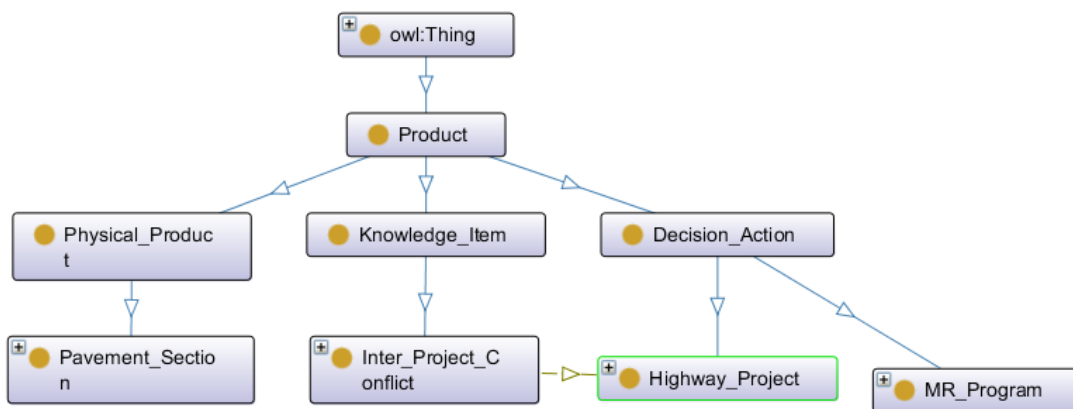 owl:Thing
Product
Physical_Produc
t
Knowledge_Item
Decision_Action
Pavement_Sectio
n
Inter_Project_C
onflict
Highway_Project
MR_Program